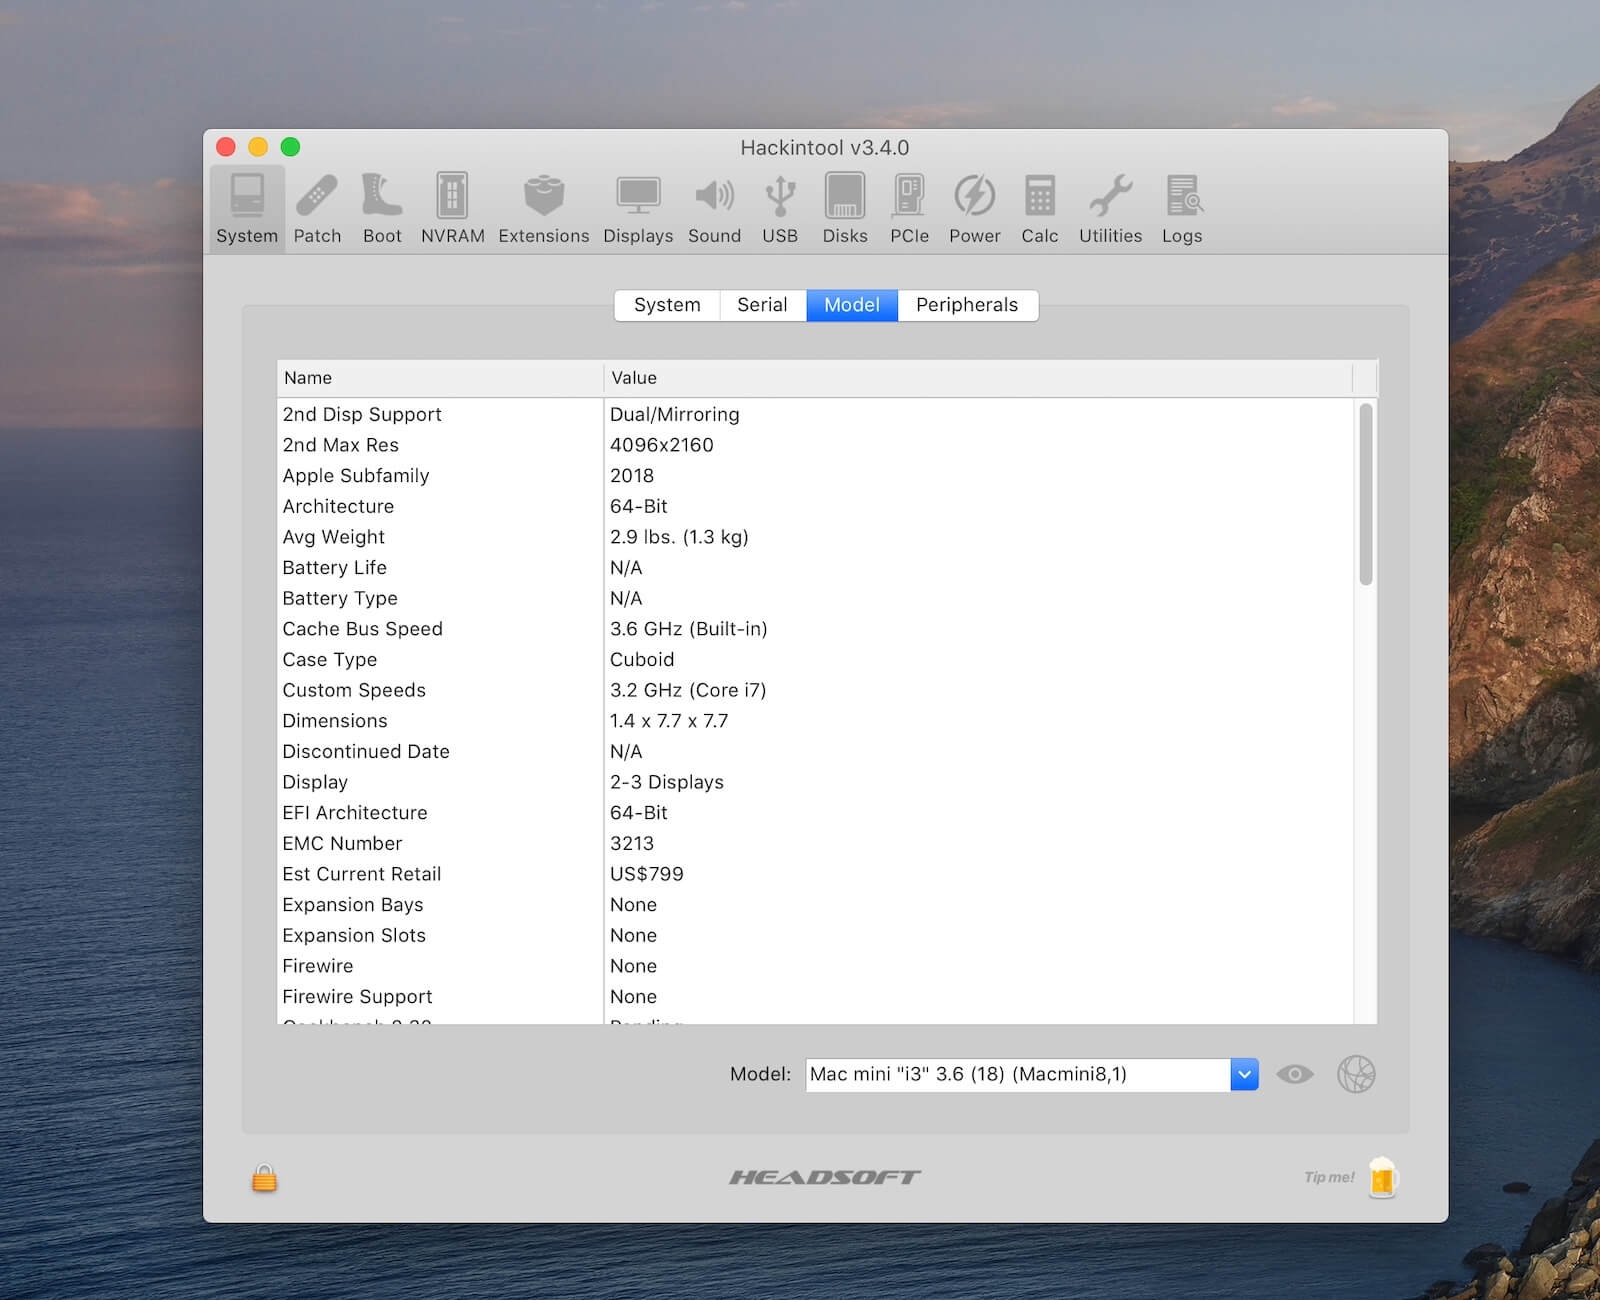 Hackintool v3.4.0
System Patch Boot NVRAM Extensions Displays Sound USB Disks PCIe Power Calc Utilities Logs
System Serial Model Peripherals
Name Value
2nd Disp Support Dual/Mirroring
2nd Max Res 4096x2160
Apple Subfamily 2018
Architecture 64-Bit
Avg Weight 2.9 lbs. (1.3 kg)
Battery Life N/A
Battery Type N/A
Cache Bus Speed 3.6 GHz (Built-in)
Case Type Cuboid
Custom Speeds 3.2 GHz (Core i7)
Dimensions 1.4 x 7.7 x 7.7
Discontinued Date N/A
Display 2-3 Displays
EFI Architecture 64-Bit
EMC Number 3213
Est Current Retail US$799
Expansion Bays None
Expansion Slots None
Firewire None
Firewire Support None
Model: Mac mini "i3" 3.6 (18) (Macmini8,1)
HEADSOFT
Tip me!